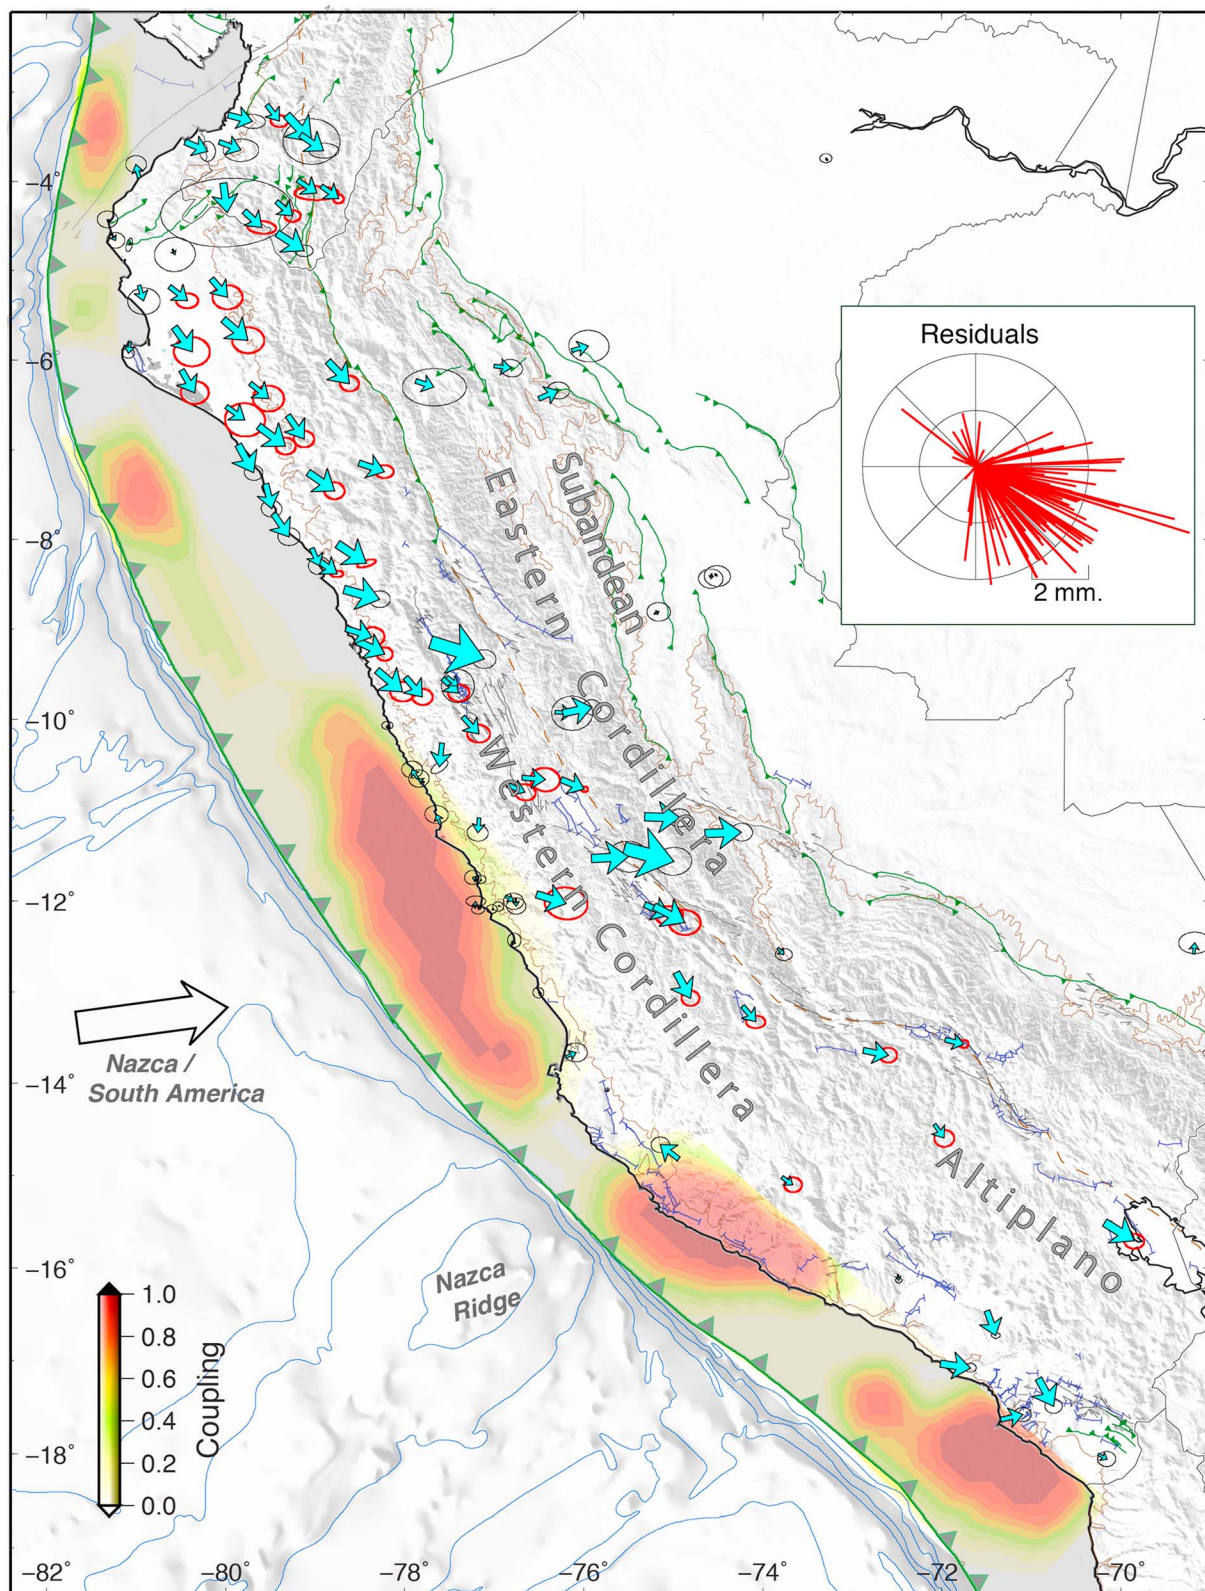 −4°
−6°
−8°
−10°
−12°
−14°
−16°
−18°
−82°
−80°
−78°
−76°
−74°
−72°
−70°
Residuals
2 mm.
Subandean
Eastern Cordillera
Western Cordillera
Altiplano
Nazca /
South America
Nazca
Ridge
1.0
0.8
0.6
0.4
0.2
0.0
Coupling